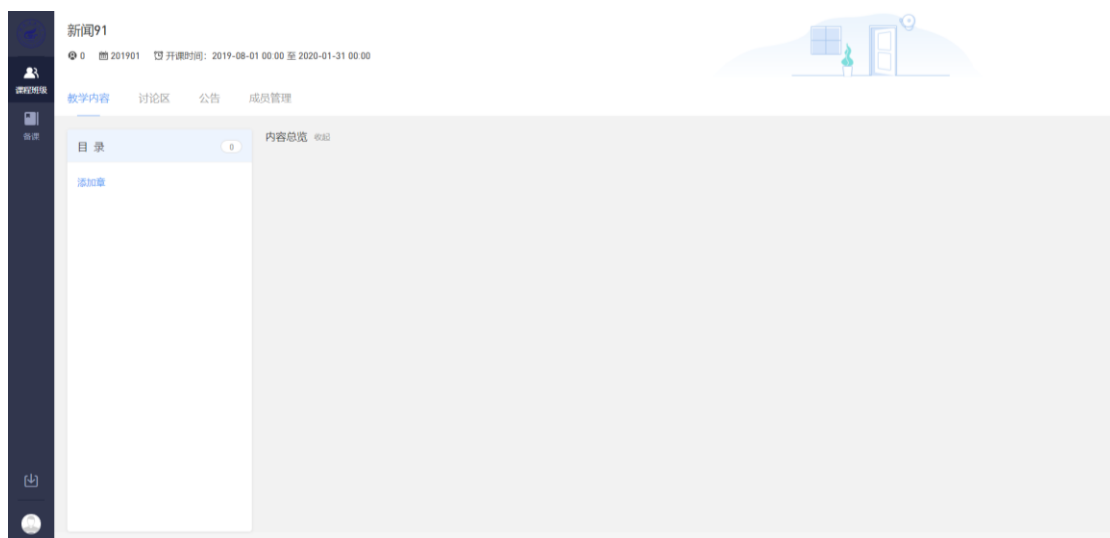 新闻91
0 201901 开课时间：2019-08-01 00:00 至 2020-01-31 00:00
课程班级
教学内容 讨论区 公告 成员管理
备课
目 录 0
内容总览 收起
添加章